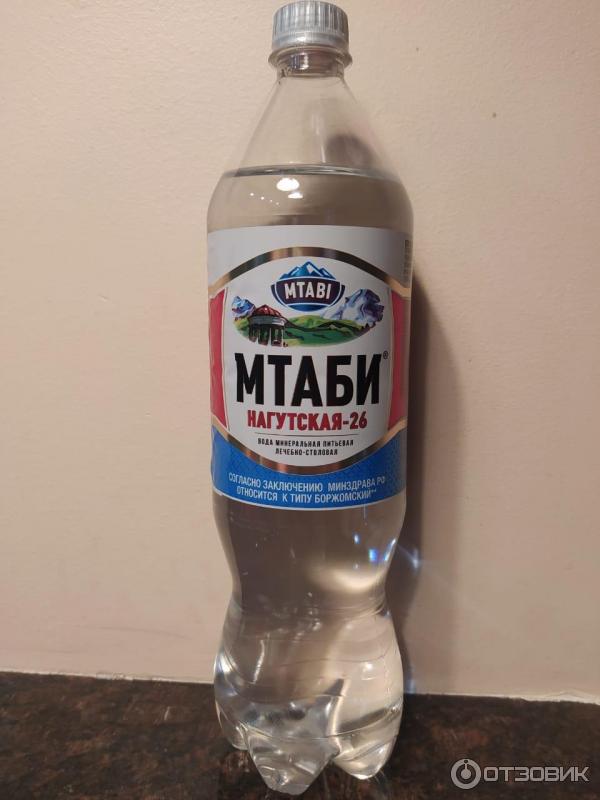 MTABI
МТАБИ®
НАГУТСКАЯ-26
ВОДА МИНЕРАЛЬНАЯ ПИТЬЕВАЯ
ЛЕЧЕБНО-СТОЛОВАЯ
СОГЛАСНО ЗАКЛЮЧЕНИЮ МИНЗДРАВА РФ
ОТНОСИТСЯ К ТИПУ БОРЖОМСКИЙ**
ОТЗОВИК